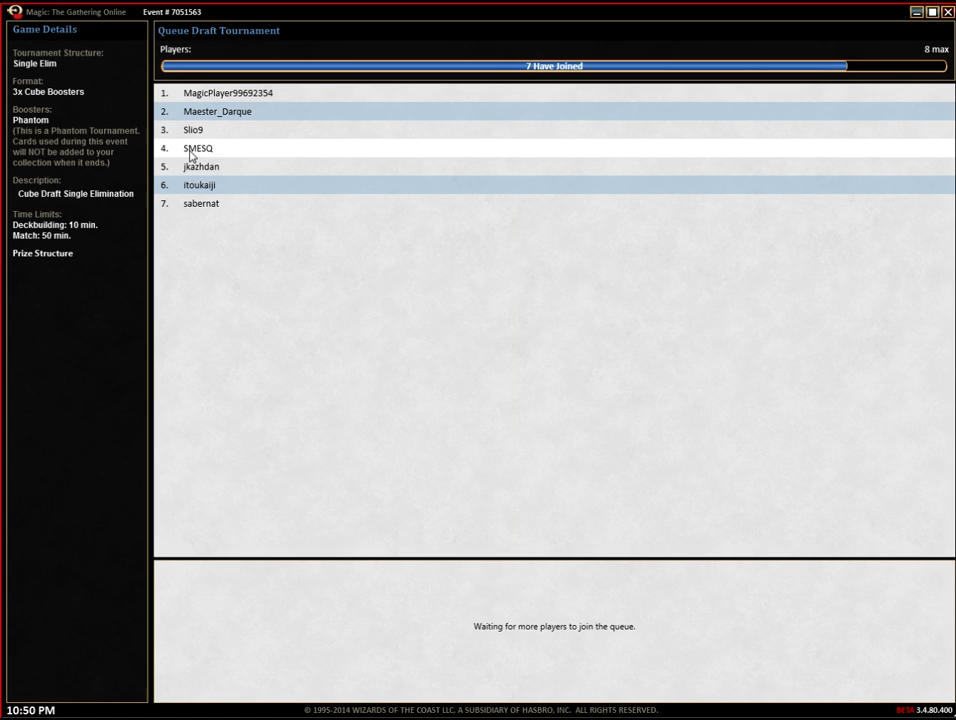 Magic: The Gathering Online
Event # 7051563
Game Details
Tournament Structure:
Single Elim
Format:
3x Cube Boosters
Boosters:
Phantom
(This is a Phantom Tournament.
Cards used during this event
will NOT be added to your
collection when it ends.)
Description:
Cube Draft Single Elimination
Time Limits:
Deckbuilding: 10 min.
Match: 50 min.
Prize Structure
Queue Draft Tournament
Players: 8 max
7 Have Joined
1. MagicPlayer99692354
2. Maester_Darque
3. Slio9
4. SMESQ
5. jkazhdan
6. itoukaiji
7. sabernat
Waiting for more players to join the queue.
10:50 PM
© 1995-2014 WIZARDS OF THE COAST LLC, A SUBSIDIARY OF HASBRO, INC. ALL RIGHTS RESERVED.
BETA 3.4.80.400